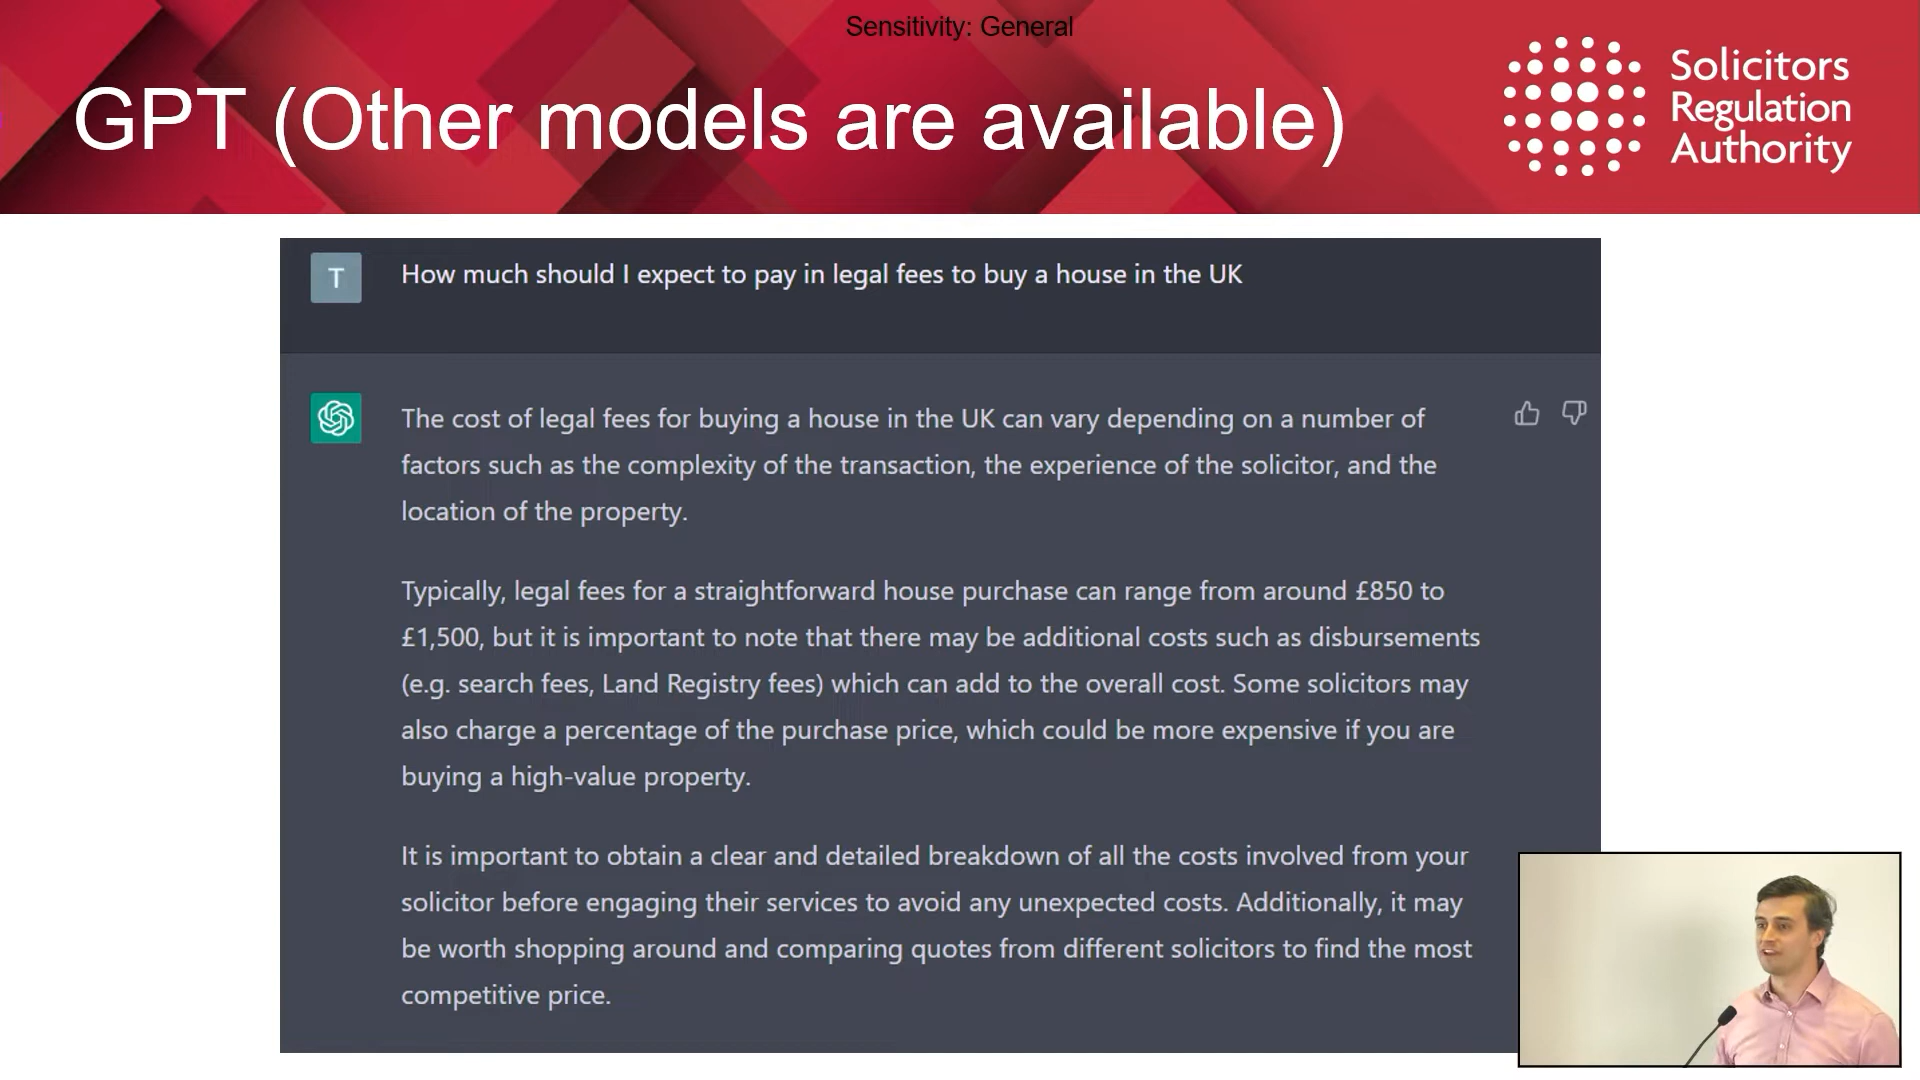 Sensitivity: General
GPT (Other models are available)
Solicitors
Regulation
Authority
T
How much should I expect to pay in legal fees to buy a house in the UK
The cost of legal fees for buying a house in the UK can vary depending on a number of
factors such as the complexity of the transaction, the experience of the solicitor, and the
location of the property.
Typically, legal fees for a straightforward house purchase can range from around £850 to
£1,500, but it is important to note that there may be additional costs such as disbursements
(e.g. search fees, Land Registry fees) which can add to the overall cost. Some solicitors may
also charge a percentage of the purchase price, which could be more expensive if you are
buying a high-value property.
It is important to obtain a clear and detailed breakdown of all the costs involved from your
solicitor before engaging their services to avoid any unexpected costs. Additionally, it may
be worth shopping around and comparing quotes from different solicitors to find the most
competitive price.